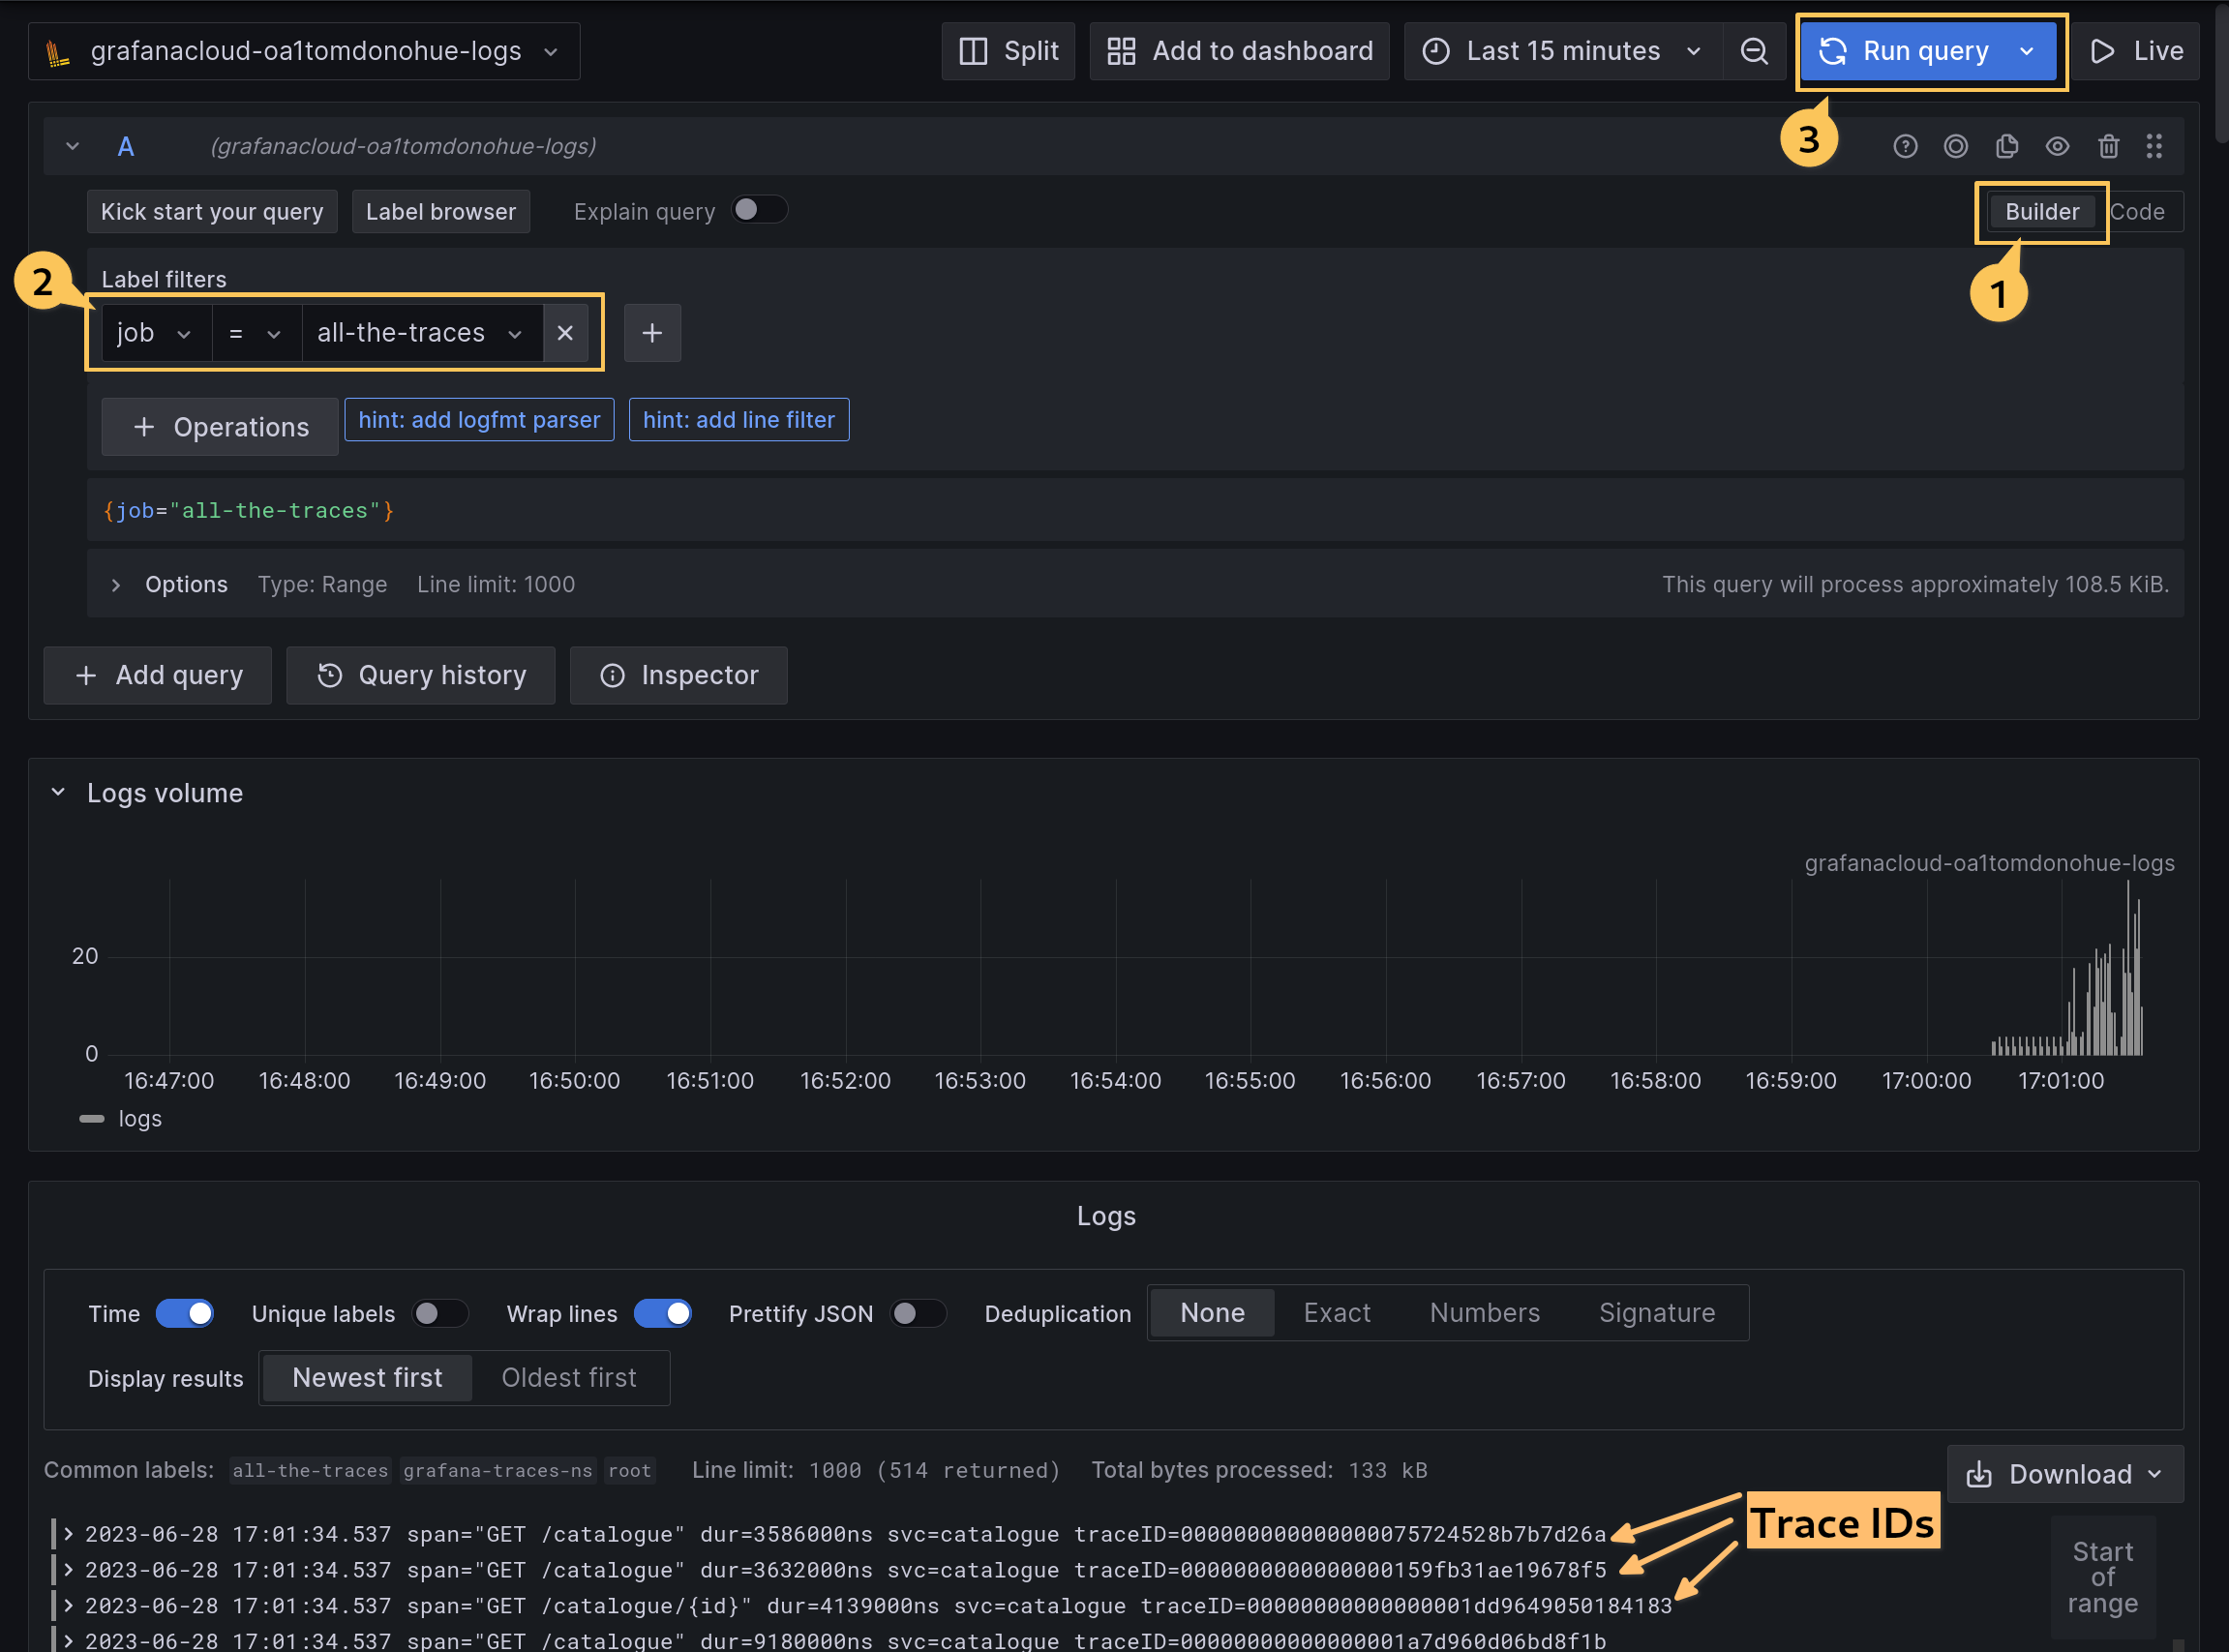 grafanacloud-oa1tomdonohue-logs
Split
Add to dashboard
Last 15 minutes
Run query
Live
3
A
(grafanacloud-oa1tomdonohue-logs)
Kick start your query
Label browser
Explain query
Builder
Code
1
2
Label filters
job
=
all-the-traces
+ Operations
hint: add logfmt parser
hint: add line filter
{job="all-the-traces"}
Options Type: Range Line limit: 1000
This query will process approximately 108.5 KiB.
+ Add query
Query history
Inspector
Logs volume
grafanacloud-oa1tomdonohue-logs
20
0
16:47:00 16:48:00 16:49:00 16:50:00 16:51:00 16:52:00 16:53:00 16:54:00 16:55:00 16:56:00 16:57:00 16:58:00 16:59:00 17:00:00 17:01:00
logs
Logs
Time
Unique labels
Wrap lines
Prettify JSON
Deduplication
None
Exact
Numbers
Signature
Display results
Newest first
Oldest first
Common labels: all-the-traces grafana-traces-ns root Line limit: 1000 (514 returned) Total bytes processed: 133 kB
Download
Trace IDs
2023-06-28 17:01:34.537 span="GET /catalogue" dur=3586000ns svc=catalogue traceID=000000000000000075724528b7b7d26a
2023-06-28 17:01:34.537 span="GET /catalogue" dur=3632000ns svc=catalogue traceID=0000000000000000159fb31ae19678f5
2023-06-28 17:01:34.537 span="GET /catalogue/{id}" dur=4139000ns svc=catalogue traceID=00000000000000001dd9649050184183
2023-06-28 17:01:34.537 span="GET /catalogue" dur=9180000ns svc=catalogue traceID=00000000000000001a7d960d06bd8f1b
Start
of
range